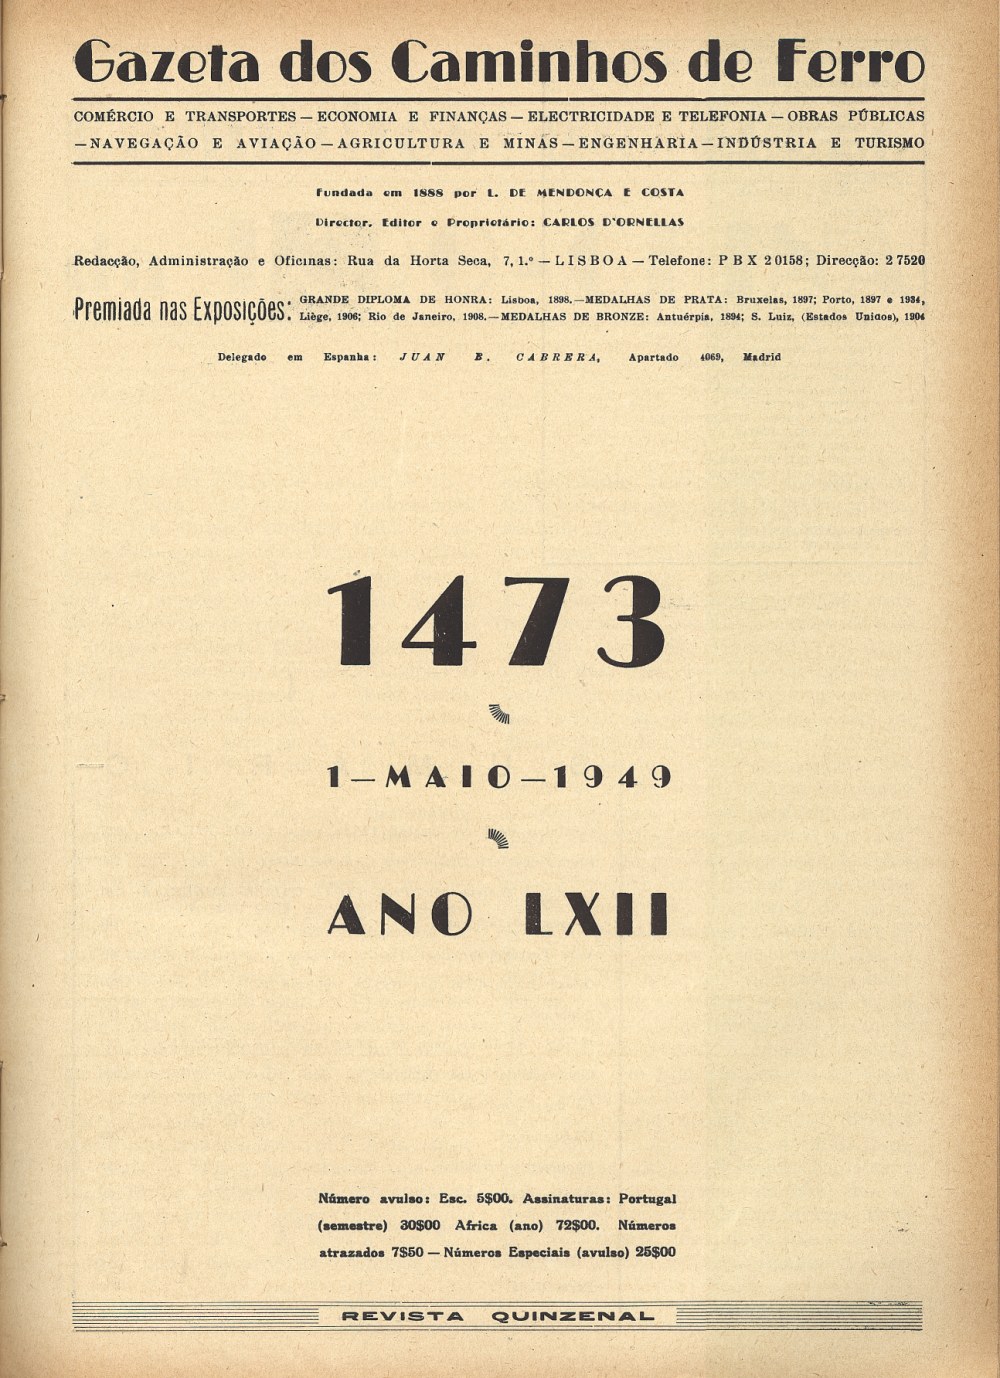 Gazeta dos Caminhos de Ferro
COMÉRCIO E TRANSPORTES — ECONOMIA E FINANÇAS — ELECTRICIDADE E TELEFONIA — OBRAS PÚBLICAS
—NAVEGAÇÃO E AVIAÇÃO—AGRICULTURA E MINAS—ENGENHARIA—INDÚSTRIA E TURISMO
Fundada em 1888 por L. DE MENDONÇA E COSTA
Director, Editor e Proprietário: CARLOS D'ORNELLAS
Redacção, Administração e Oficinas: Rua da Horta Seca, 7, 1.º — LISBOA — Telefone: PBX 20158; Direcção: 27520
Premiada nas Exposições:
GRANDE DIPLOMA DE HONRA: Lisboa, 1898.—MEDALHAS DE PRATA: Bruxelas, 1897; Porto, 1897 e 1934,
Liège, 1906; Rio de Janeiro, 1908.—MEDALHAS DE BRONZE: Antuérpia, 1894; S. Luiz, (Estados Unidos), 1904
Delegado em Espanha: JUAN E. CABRERA, Apartado 4069, Madrid
1473
1—MAIO—1949
ANO LXII
Número avulso: Esc. 5$00. Assinaturas: Portugal
(semestre) 30$00 Africa (ano) 72$00. Números
atrazados 7$50 — Números Especiais (avulso) 25$00
REVISTA QUINZENAL